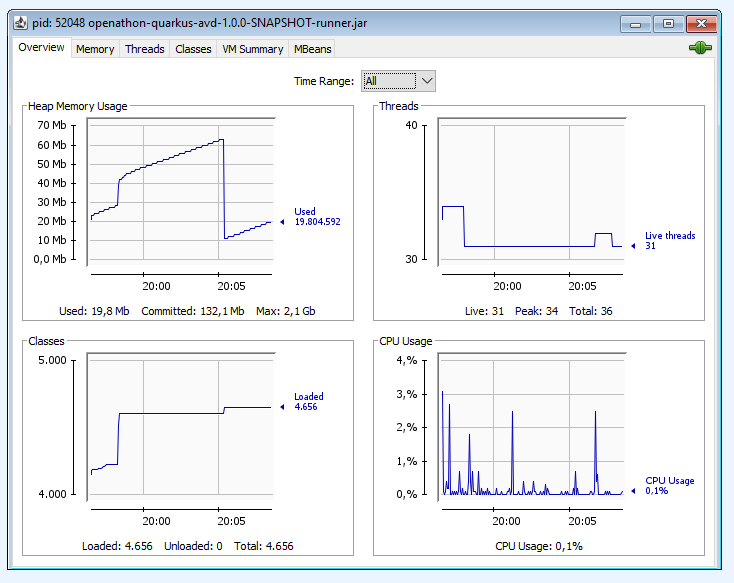 pid: 52048 openathon-quarkus-avd-1.0.0-SNAPSHOT-runner.jar
Overview Memory Threads Classes VM Summary MBeans
Time Range: All
Heap Memory Usage
70 Mb
60 Mb
50 Mb
40 Mb
30 Mb
20 Mb
10 Mb
0,0 Mb
Used
19.804.592
20:00 20:05
Used: 19,8 Mb Committed: 132,1 Mb Max: 2,1 Gb
Threads
40
30
Live threads
31
20:00 20:05
Live: 31 Peak: 34 Total: 36
Classes
5.000
4.000
Loaded
4.656
20:00 20:05
Loaded: 4.656 Unloaded: 0 Total: 4.656
CPU Usage
4,%
3,%
2,%
1,%
0,%
CPU Usage
0,1%
20:00 20:05
CPU Usage: 0,1%